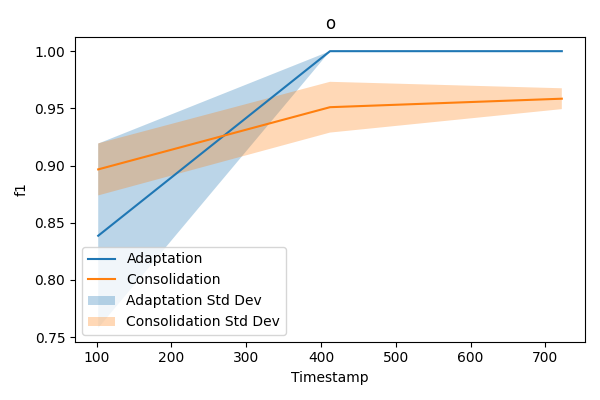 o
1.00
0.95
0.90
0.85
0.80
0.75
f1
Adaptation
Consolidation
Adaptation Std Dev
Consolidation Std Dev
100 200 300 400 500 600 700
Timestamp